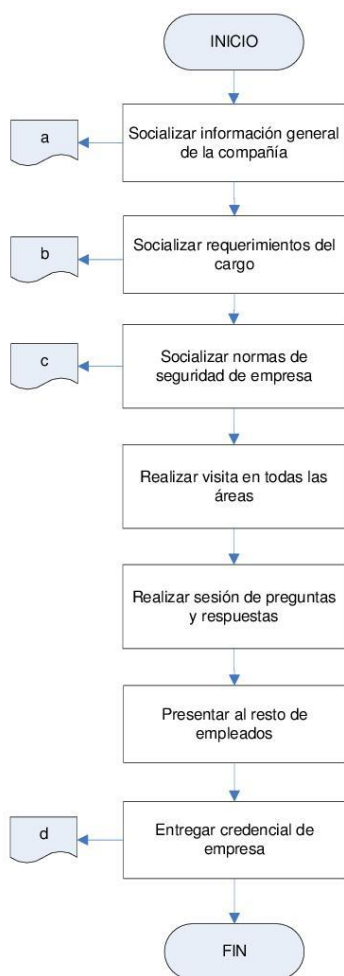 INICIO
a
Socializar información general
de la compañía
b
Socializar requerimientos del
cargo
c
Socializar normas de
seguridad de empresa
Realizar visita en todas las
áreas
Realizar sesión de preguntas
y respuestas
Presentar al resto de
empleados
d
Entregar credencial de
empresa
FIN